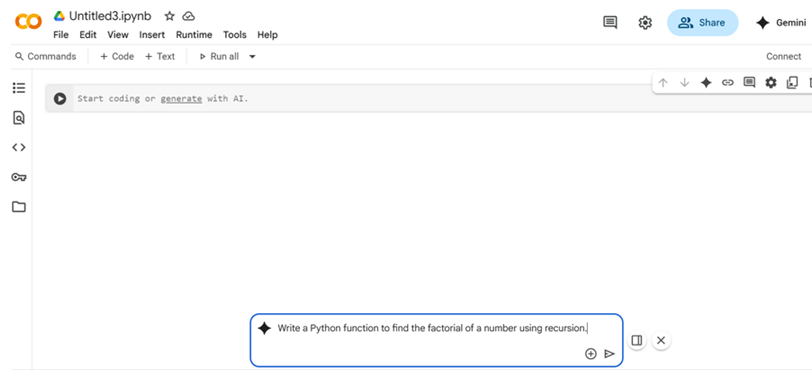 Untitled3.ipynb
File Edit View Insert Runtime Tools Help
Share
Gemini
Commands + Code + Text Run all
Connect
Start coding or generate with AI.
Write a Python function to find the factorial of a number using recursion.